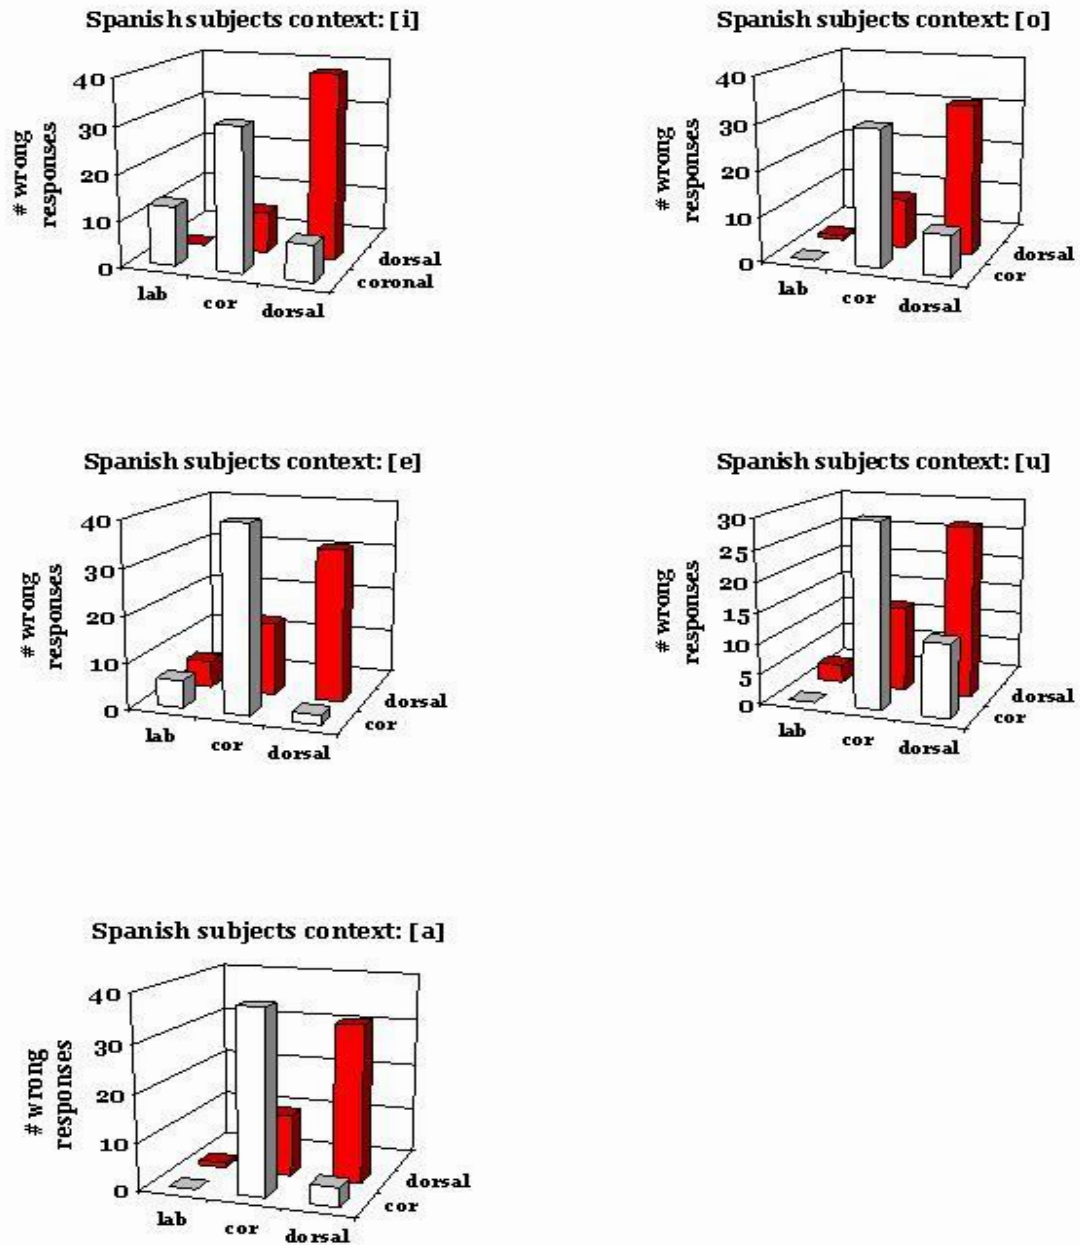 Spanish subjects context: [i]
40
30
20
10
0
# wrong
responses
lab
cor
dorsal
dorsal
coronal
Spanish subjects context: [o]
40
30
20
10
0
# wrong
responses
lab
cor
dorsal
dorsal
cor
Spanish subjects context: [e]
40
30
20
10
0
# wrong
responses
lab
cor
dorsal
dorsal
cor
Spanish subjects context: [u]
30
25
20
15
10
5
0
# wrong
responses
lab
cor
dorsal
dorsal
cor
Spanish subjects context: [a]
40
30
20
10
0
# wrong
responses
lab
cor
dorsal
dorsal
cor